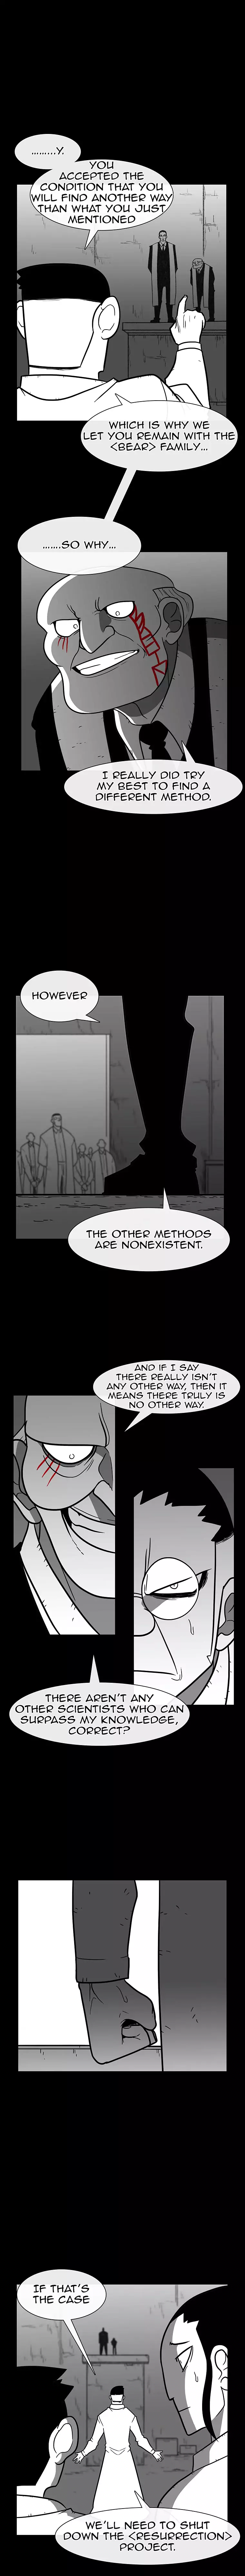 .........Y.
YOU
ACCEPTED THE
CONDITION THAT YOU
WILL FIND ANOTHER WAY
THAN WHAT YOU JUST
MENTIONED
WHICH IS WHY WE
LET YOU REMAIN WITH THE
<BEAR> FAMILY...
.......SO WHY...
I REALLY DID TRY
MY BEST TO FIND A
DIFFERENT METHOD.
HOWEVER
THE OTHER METHODS
ARE NONEXISTENT.
AND IF I SAY
THERE REALLY ISN'T
ANY OTHER WAY, THEN IT
MEANS THERE TRULY IS
NO OTHER WAY.
THERE AREN'T ANY
OTHER SCIENTISTS WHO CAN
SURPASS MY KNOWLEDGE,
CORRECT?
IF THAT'S
THE CASE
WE'LL NEED TO SHUT
DOWN THE <RESURRECTION>
PROJECT.